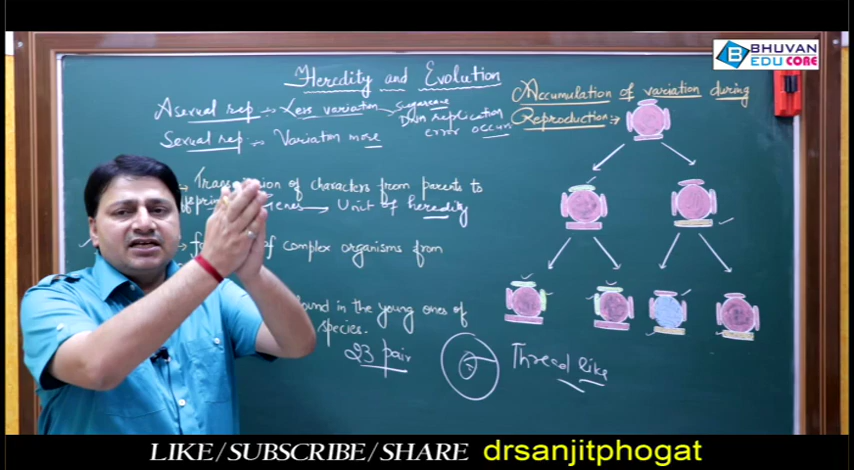 BHUVAN
EDU CORE
Heredity and Evolution
Asexual rep → Less variation → sugarcane
DNA replication
error occurs
Sexual rep → Variation more
Accumulation of variation during
Reproduction:→
of characters from parents to
Genes → Unit of heredity
of complex organisms from
found in the young ones of
species.
23 pair
Thread like
LIKE/SUBSCRIBE/SHARE drsanjitphogat